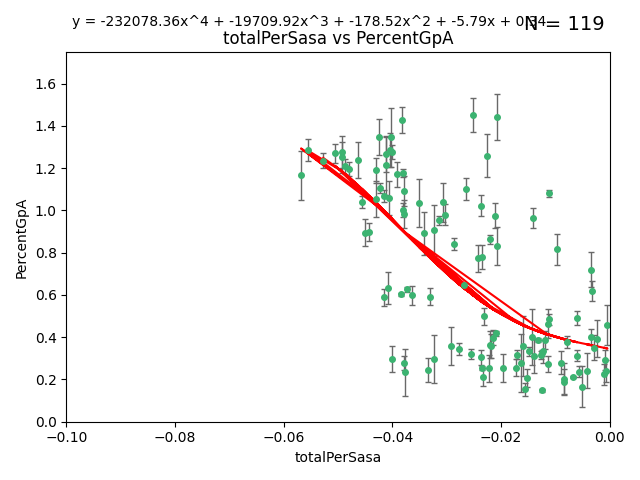 y = -232078.36x^4 + -19709.92x^3 + -178.52x^2 + -5.79x + 0.34
N = 119
totalPerSasa vs PercentGpA
1.6
1.4
1.2
1.0
0.8
0.6
0.4
0.2
0.0
PercentGpA
−0.10 −0.08 −0.06 −0.04 −0.02 0.00
totalPerSasa